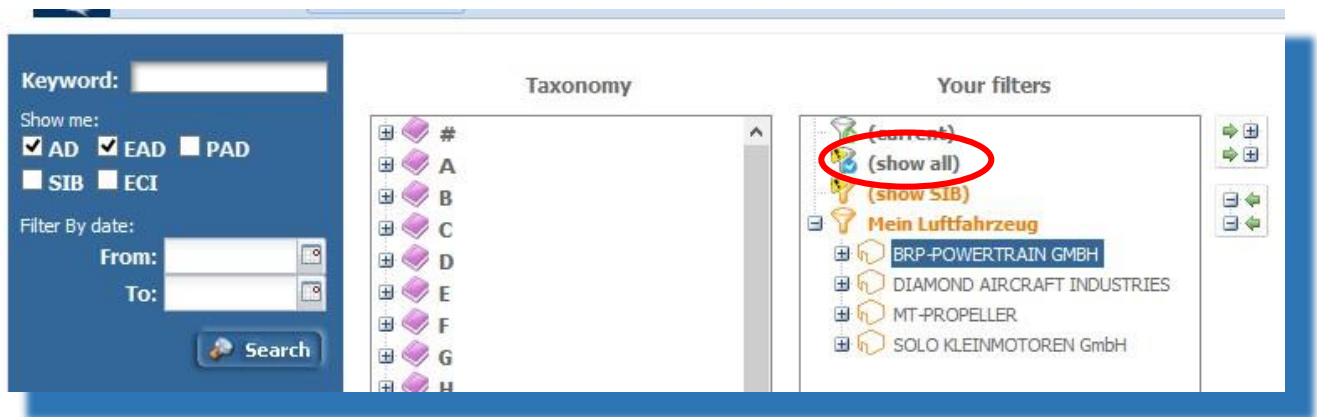 Keyword:
Show me:
AD EAD PAD
SIB ECI
Filter By date:
From:
To:
Search
Taxonomy
#
A
B
C
D
E
F
G
H
Your filters
(current)
(show all)
(show SIB)
Mein Luftfahrzeug
BRP-POWERTRAIN GMBH
DIAMOND AIRCRAFT INDUSTRIES
MT-PROPELLER
SOLO KLEINMOTOREN GmbH